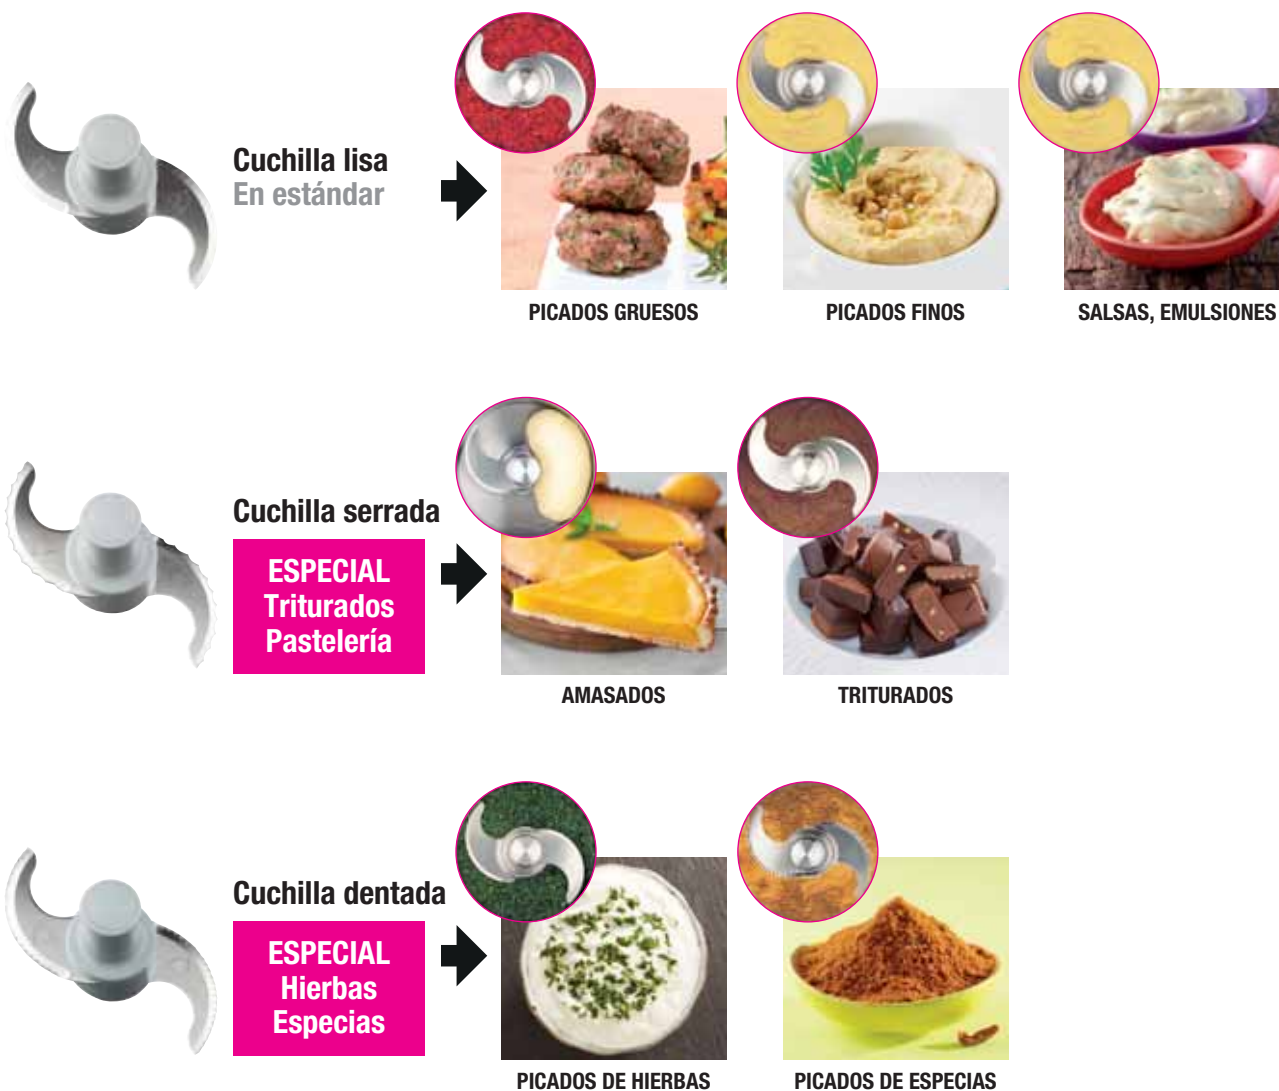 Cuchilla lisa
En estándar
PICADOS GRUESOS
PICADOS FINOS
SALSAS, EMULSIONES
Cuchilla serrada
ESPECIAL
Triturados
Pastelería
AMASADOS
TRITURADOS
Cuchilla dentada
ESPECIAL
Hierbas
Especias
PICADOS DE HIERBAS
PICADOS DE ESPECIAS